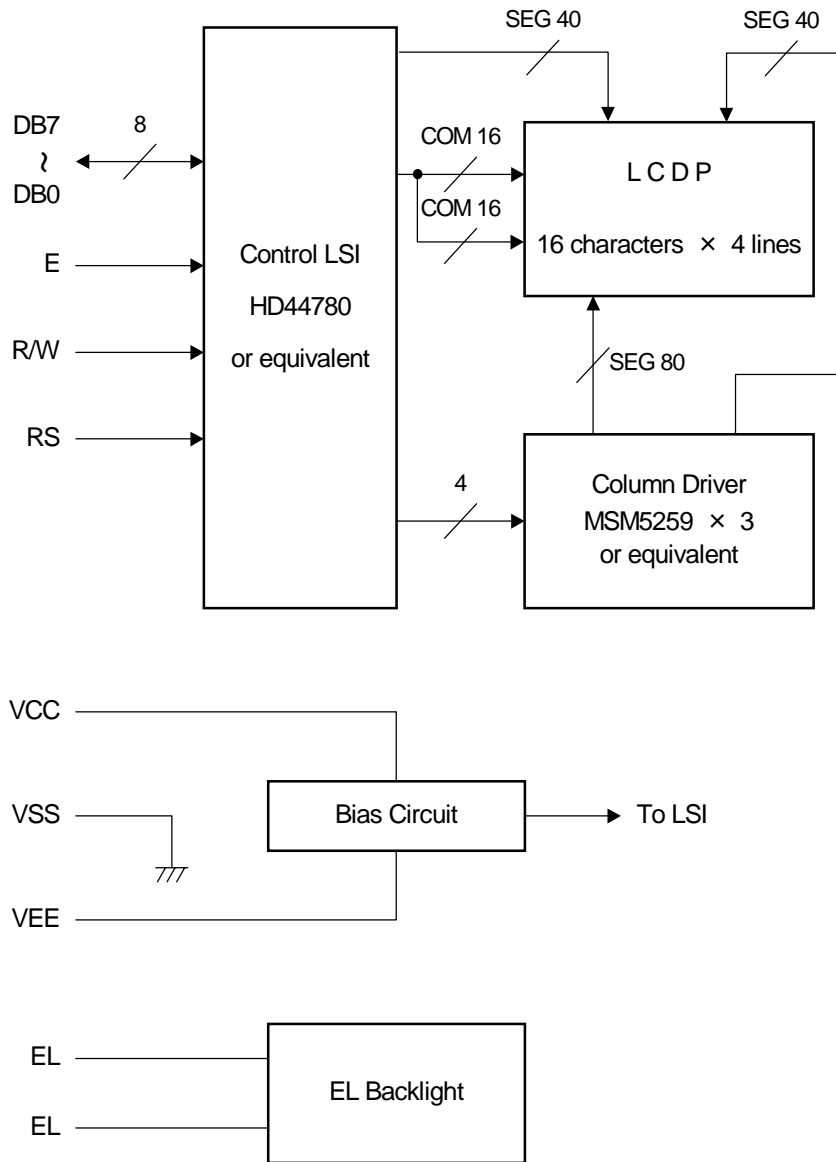 SEG 40
SEG 40
DB7
~
DB0
8
COM 16
COM 16
L C D P
16 characters × 4 lines
E
R/W
RS
Control LSI
HD44780
or equivalent
SEG 80
4
Column Driver
MSM5259 × 3
or equivalent
VCC
VSS
VEE
Bias Circuit
To LSI
EL
EL
EL Backlight